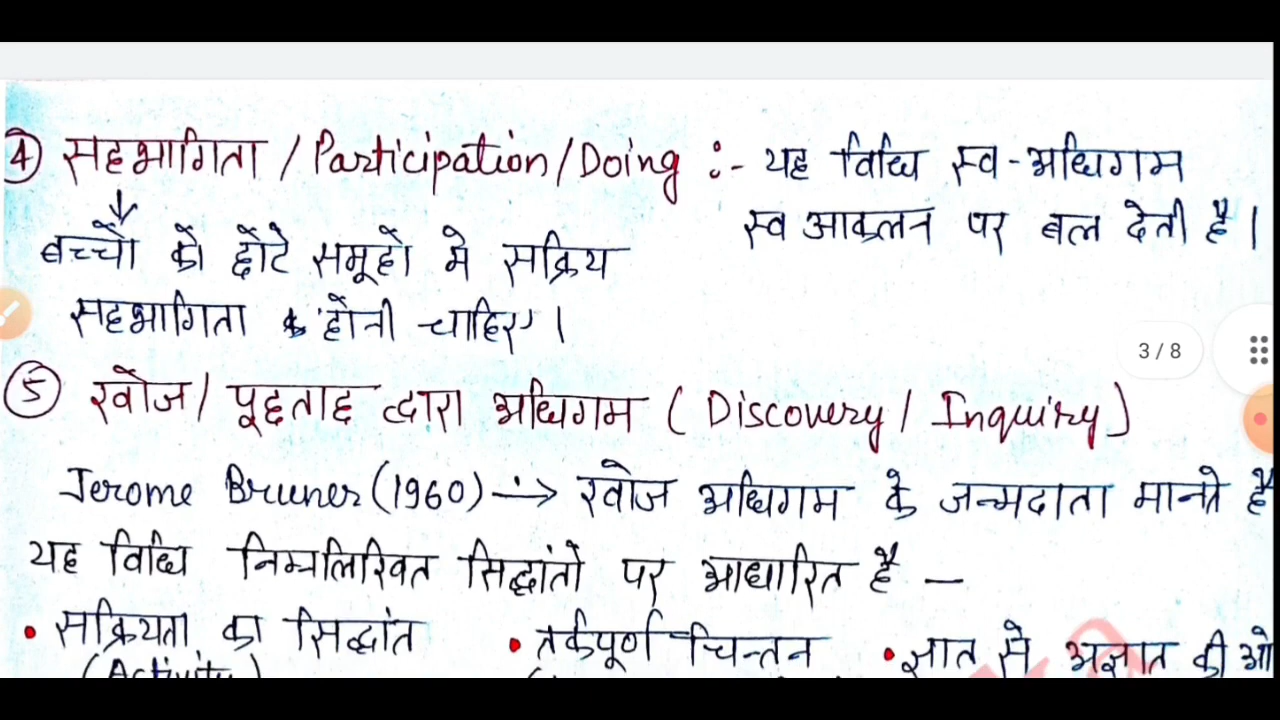 ④ सहभागिता / Participation / Doing :- यह विधि स्व-अधिगम
स्व आकलन पर बल देती है।
बच्चों को छोटे समूहों मे सक्रिय
सहभागिता होनी चाहिए।
3 / 8
⑤ खोज / पूछताछ द्वारा अधिगम ( Discovery / Inquiry )
Jerome Bruner (1960) → खोज अधिगम के जन्मदाता मानते है
यह विधि निम्नलिखित सिद्धांतो पर आधारित है —
• सक्रियता का सिद्धांत • तर्कपूर्ण चिन्तन • ज्ञात से अज्ञात की ओ
(Activity)